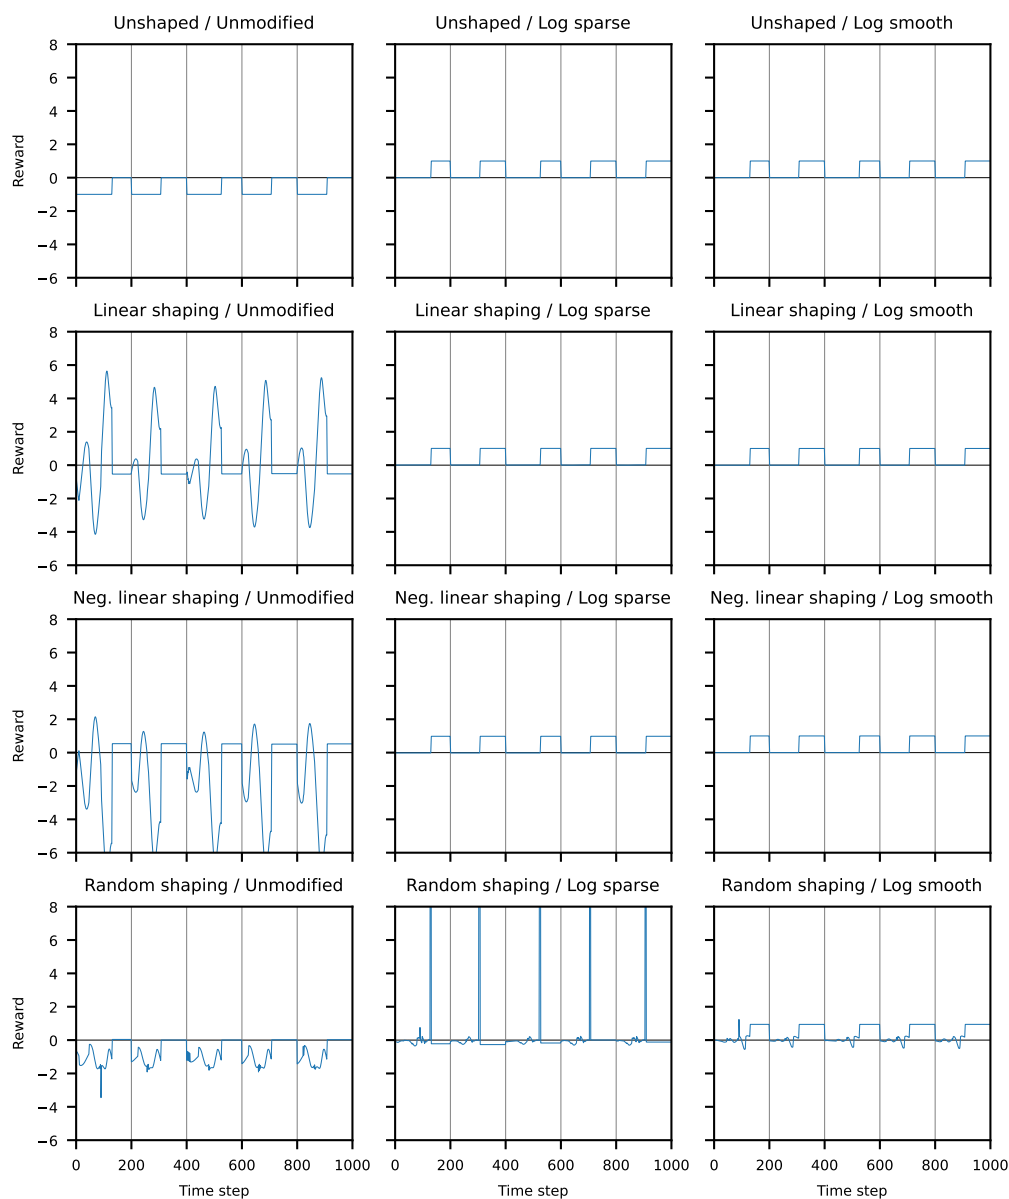 Unshaped / Unmodified
Unshaped / Log sparse
Unshaped / Log smooth
Reward
8
6
4
2
0
−2
−4
−6
Linear shaping / Unmodified
Linear shaping / Log sparse
Linear shaping / Log smooth
Reward
8
6
4
2
0
−2
−4
−6
Neg. linear shaping / Unmodified
Neg. linear shaping / Log sparse
Neg. linear shaping / Log smooth
Reward
8
6
4
2
0
−2
−4
−6
Random shaping / Unmodified
Random shaping / Log sparse
Random shaping / Log smooth
Reward
8
6
4
2
0
−2
−4
−6
0 200 400 600 800 1000
0 200 400 600 800 1000
0 200 400 600 800 1000
Time step
Time step
Time step